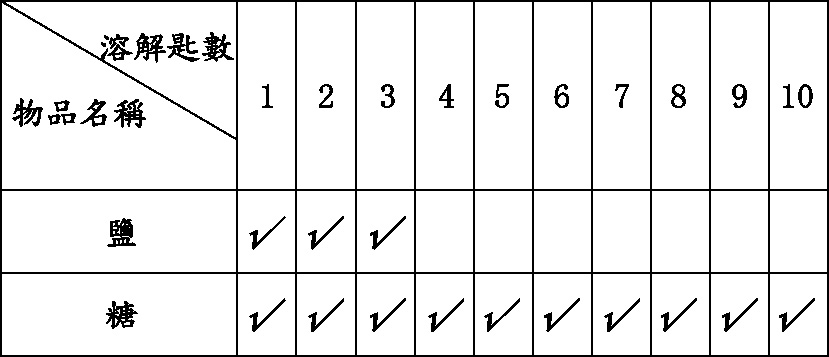 溶解匙數
物品名稱
1 2 3 4 5 6 7 8 9 10
鹽 ✓ ✓ ✓
糖 ✓ ✓ ✓ ✓ ✓ ✓ ✓ ✓ ✓ ✓